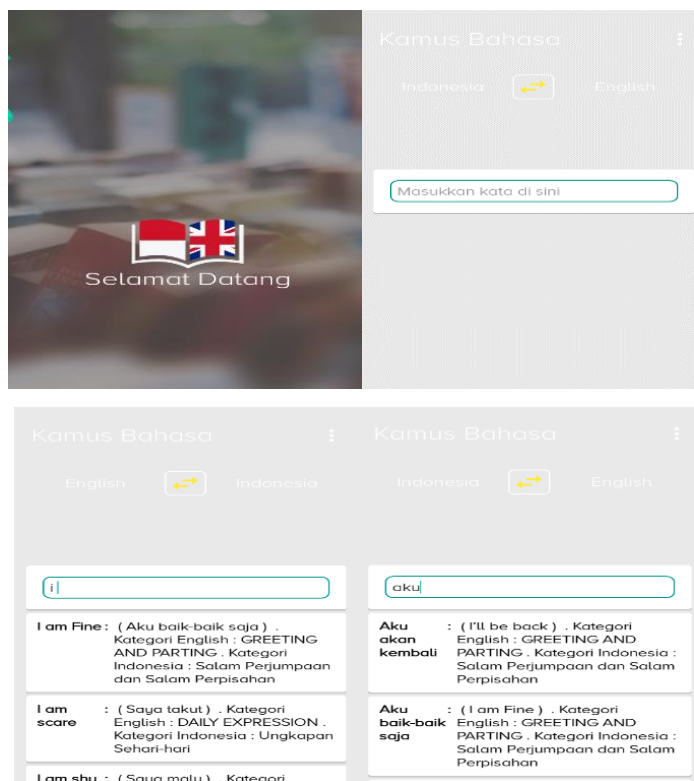 Selamat Datang
Kamus Bahasa
Indonesia
English
Masukkan kata di sini
Kamus Bahasa
English
Indonesia
i
I am Fine : ( Aku baik-baik saja ) .
Kategori English : GREETING
AND PARTING . Kategori
Indonesia : Salam Perjumpaan
dan Salam Perpisahan
I am : ( Saya takut ) . Kategori
scare English : DAILY EXPRESSION .
Kategori Indonesia : Ungkapan
Sehari-hari
I am shy : ( Saya malu ) . Kategori
Kamus Bahasa
Indonesia
English
aku
Aku : ( I'll be back ) . Kategori
akan English : GREETING AND
kembali PARTING . Kategori Indonesia :
Salam Perjumpaan dan Salam
Perpisahan
Aku : ( I am Fine ) . Kategori
baik-baik English : GREETING AND
saja PARTING . Kategori Indonesia :
Salam Perjumpaan dan Salam
Perpisahan